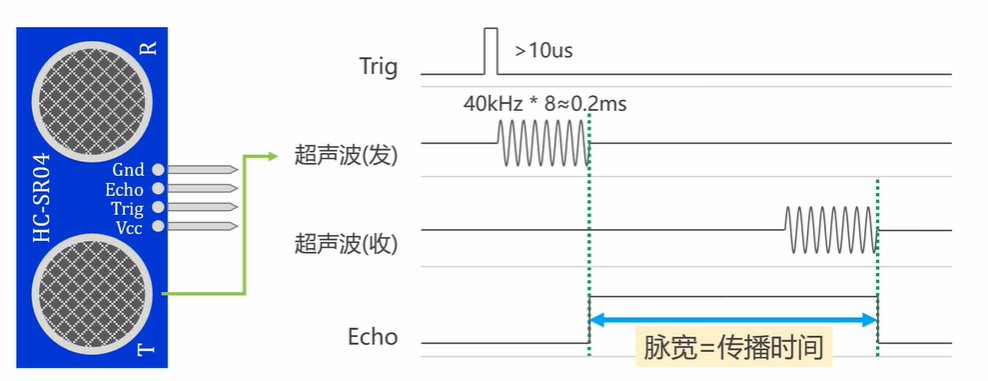 R
HC-SR04
Gnd
Echo
Trig
Vcc
T
Trig
>10us
40kHz * 8≈0.2ms
超声波(发)
超声波(收)
Echo
脉宽=传播时间